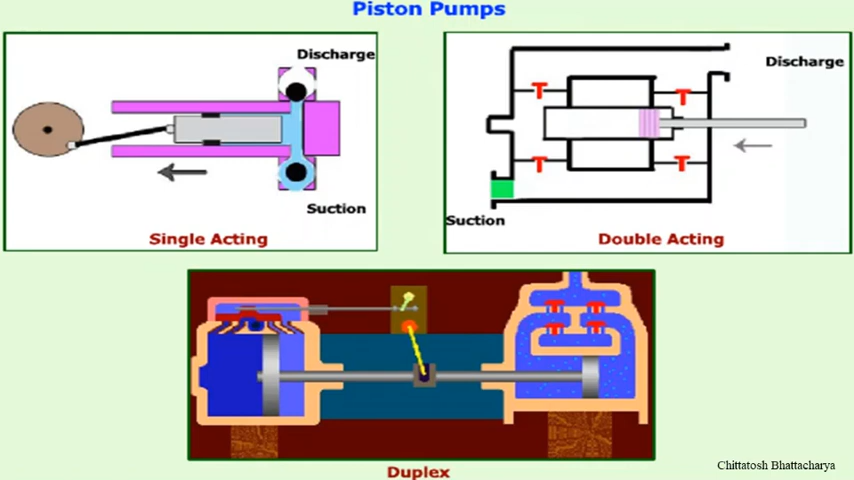 Piston Pumps
Discharge
Suction
Single Acting
Discharge
Suction
Double Acting
Duplex
Chittatosh Bhattacharya